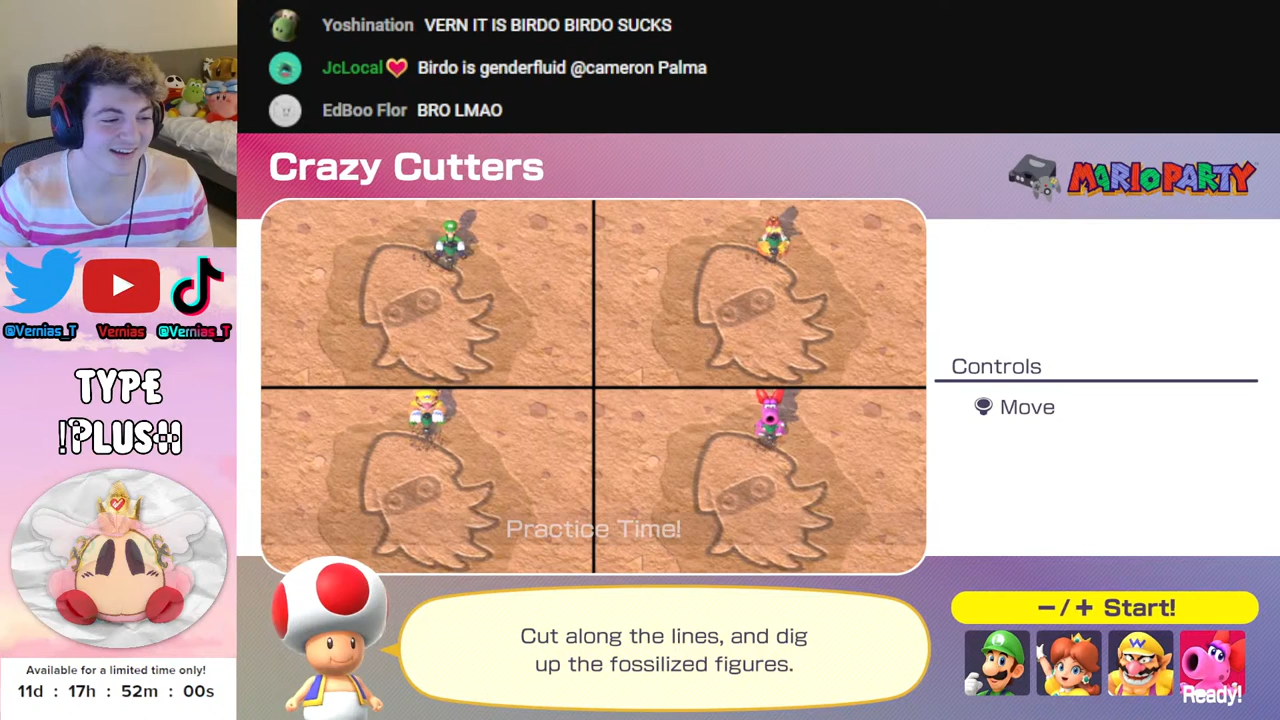 Yoshination VERN IT IS BIRDO BIRDO SUCKS
JcLocal Birdo is genderfluid @cameron Palma
EdBoo Flor BRO LMAO
Crazy Cutters
MARIO PARTY
@Vernias_T
Vernias
@Vernias_T
TYPE
!PLUSH
Available for a limited time only!
11d : 17h : 52m : 00s
Practice Time!
Controls
Move
Cut along the lines, and dig
up the fossilized figures.
−/+ Start!
Ready!